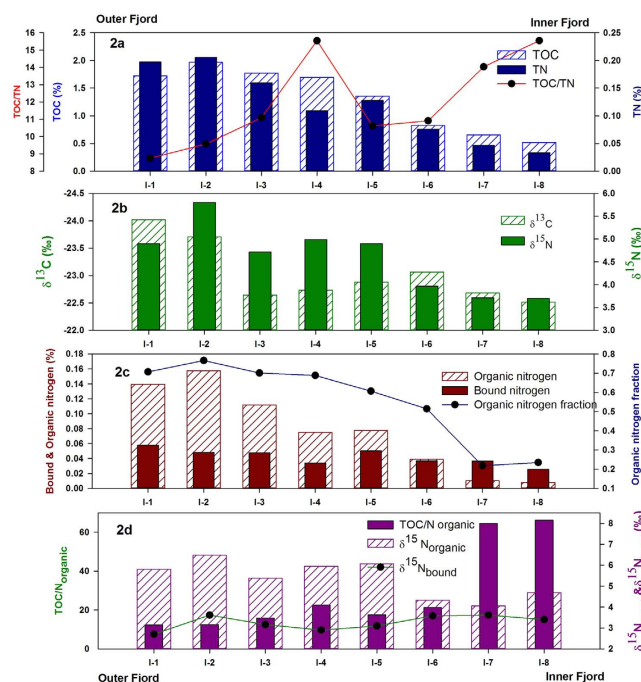 Outer Fjord
Inner Fjord
TOC/TN
TOC (%)
16
15
14
13
12
11
10
9
8
2.5
2.0
1.5
1.0
0.5
0.0
2a
TOC
TN
TOC/TN
0.25
0.20
0.15
0.10
0.05
0.00
TN (%)
I-1 I-2 I-3 I-4 I-5 I-6 I-7 I-8
δ13C (‰)
-24.5
-24.0
-23.5
-23.0
-22.5
-22.0
2b
δ13C
δ15N
6.0
5.5
5.0
4.5
4.0
3.5
3.0
δ15N (‰)
I-1 I-2 I-3 I-4 I-5 I-6 I-7 I-8
Bound & Organic nitrogen (%)
0.18
0.16
0.14
0.12
0.10
0.08
0.06
0.04
0.02
0.00
2c
Organic nitrogen
Bound nitrogen
Organic nitrogen fraction
0.8
0.7
0.6
0.5
0.4
0.3
0.2
0.1
Organic nitrogen fraction
I-1 I-2 I-3 I-4 I-5 I-6 I-7 I-8
TOC/Norganic
60
40
20
0
2d
TOC/N organic
δ15Norganic
δ15Nbound
8
7
6
5
4
3
2
δ15N &δ15N (‰)
I-1 I-2 I-3 I-4 I-5 I-6 I-7 I-8
Outer Fjord
Inner Fjord